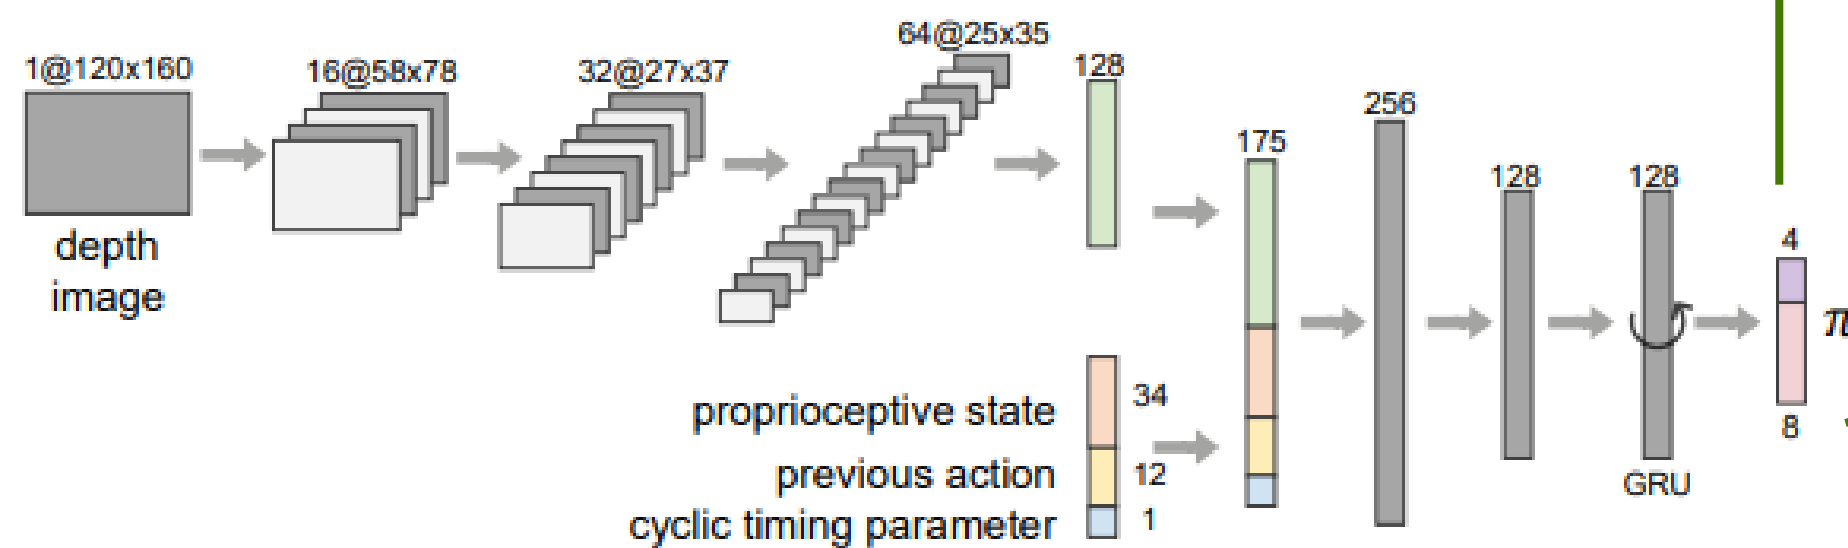 1@120x160
16@58x78
32@27x37
64@25x35
128
175
256
128
128
4
depth
image
π
proprioceptive state
34
previous action
12
cyclic timing parameter
1
8
GRU